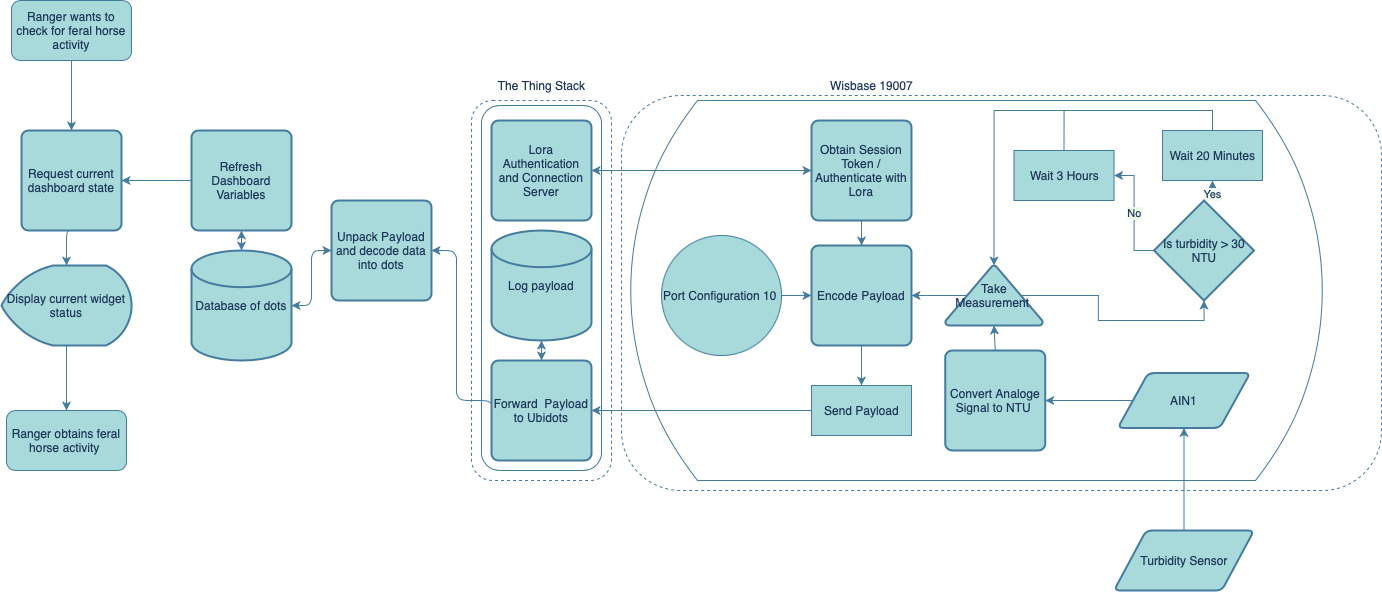 Ranger wants to
check for feral horse
activity
The Thing Stack
Wisbase 19007
Request current
dashboard state
Refresh
Dashboard
Variables
Lora
Authentication
and Connection
Server
Obtain Session
Token /
Authenticate with
Lora
Wait 3 Hours
Wait 20 Minutes
Yes
No
Is turbidity > 30
NTU
Unpack Payload
and decode data
into dots
Display current widget
status
Database of dots
Log payload
Port Configuration 10
Encode Payload
Take
Measurement
Forward  Payload
to Ubidots
Send Payload
Convert Analoge
Signal to NTU
AIN1
Ranger obtains feral
horse activity
Turbidity Sensor